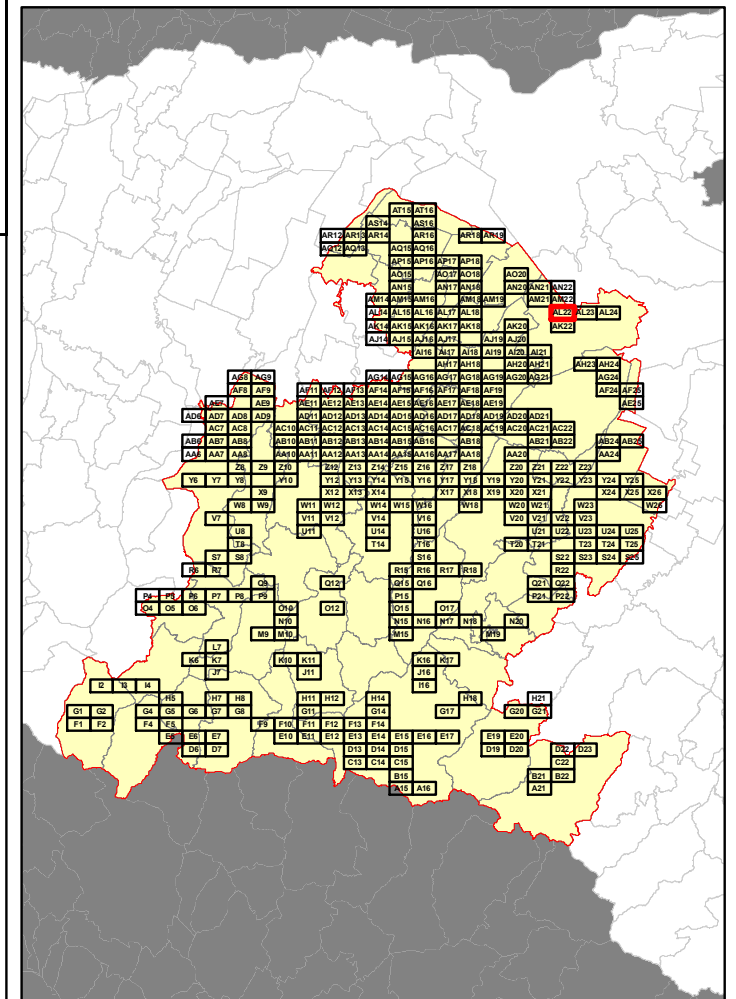 AT15 AT16
AS14 AS16
AR12 AR13 AR14 AR16 AR18 AR19
AQ12 AQ13 AQ15 AQ16
AP15 AP16 AP17 AP18
AO15 AO17 AO18 AO20
AN15 AN17 AN18 AN20 AN21 AN22
AM14 AM15 AM16 AM18 AM19 AM21 AM22
AL14 AL15 AL16 AL17 AL18 AL22 AL23 AL24
AK14 AK15 AK16 AK17 AK18 AK20 AK22
AJ14 AJ15 AJ16 AJ17 AJ19 AJ20
AI16 AI17 AI18 AI19 AI20 AI21
AH17 AH18 AH20 AH21 AH23 AH24
AG8 AG9 AG14 AG15 AG16 AG17 AG18 AG19 AG20 AG21 AG24
AF8 AF9 AF11 AF12 AF13 AF14 AF15 AF16 AF17 AF18 AF19 AF24 AF25
AE7 AE9 AE11 AE12 AE13 AE14 AE15 AE16 AE17 AE18 AE19 AE25
AD6 AD7 AD8 AD9 AD11 AD12 AD13 AD14 AD15 AD16 AD17 AD18 AD19 AD20 AD21
AC7 AC8 AC10 AC11 AC12 AC13 AC14 AC15 AC16 AC17 AC18 AC19 AC20 AC21 AC22
AB6 AB7 AB8 AB10 AB11 AB12 AB13 AB14 AB15 AB16 AB18 AB21 AB22 AB24 AB25
AA6 AA7 AA8 AA10 AA11 AA12 AA13 AA14 AA15 AA16 AA17 AA18 AA20 AA24
Z8 Z9 Z10 Z12 Z13 Z14 Z15 Z16 Z17 Z18 Z20 Z21 Z22 Z23
Y6 Y7 Y8 Y10 Y12 Y13 Y14 Y15 Y16 Y17 Y18 Y19 Y20 Y21 Y22 Y23 Y24 Y25
X9 X12 X13 X14 X17 X18 X19 X20 X21 X24 X25 X26
W8 W9 W11 W12 W14 W15 W16 W18 W20 W21 W23 W26
V7 V11 V12 V14 V16 V20 V21 V22 V23
U8 U11 U14 U16 U21 U22 U23 U24 U25
T8 T14 T16 T20 T21 T23 T24 T25
S7 S8 S16 S22 S23 S24 S25
R6 R7 R15 R16 R17 R18 R22
Q9 Q12 Q15 Q16 Q21 Q22
P4 P5 P6 P7 P8 P9 P15 P21 P22
O4 O5 O6 O10 O12 O15 O17
N10 N15 N16 N17 N18 N20
M9 M10 M15 M19
L7
K6 K7 K10 K11 K16 K17
J7 J11 J16
I2 I3 I4 I16
H5 H7 H8 H11 H12 H14 H18 H21
G1 G2 G4 G5 G6 G7 G8 G11 G14 G17 G20 G21
F1 F2 F4 F5 F9 F10 F11 F12 F13 F14
E5 E6 E7 E10 E11 E12 E13 E14 E15 E16 E17 E19 E20
D6 D7 D13 D14 D15 D19 D20 D22 D23
C13 C14 C15 C22
B15 B21 B22
A15 A16 A21